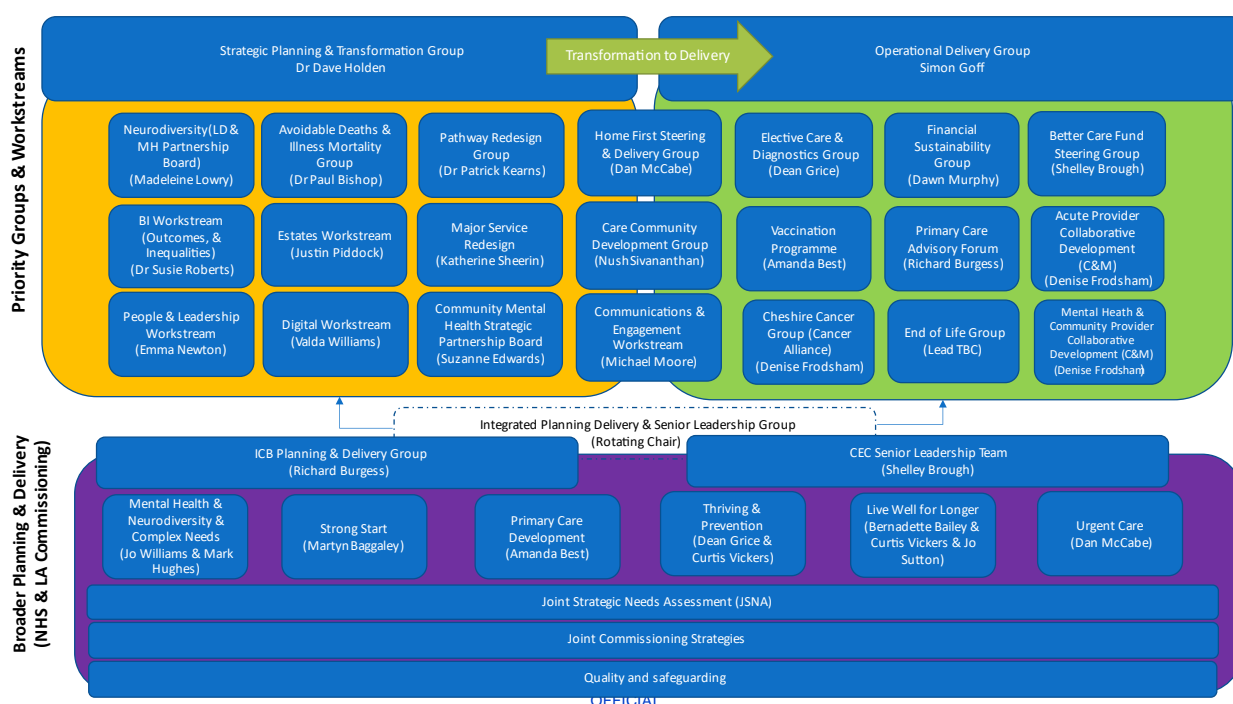 Priority Groups & Workstreams
Strategic Planning & Transformation Group
Dr Dave Holden
Transformation to Delivery
Operational Delivery Group
Simon Goff
Neurodiversity(LD &
MH Partnership
Board)
(Madeleine Lowry)
Avoidable Deaths &
Illness Mortality
Group
(Dr Paul Bishop)
Pathway Redesign
Group
(Dr Patrick Kearns)
Home First Steering
& Delivery Group
(Dan McCabe)
Elective Care &
Diagnostics Group
(Dean Grice)
Financial
Sustainability
Group
(Dawn Murphy)
Better Care Fund
Steering Group
(Shelley Brough)
BI Workstream
(Outcomes, &
Inequalities)
(Dr Susie Roberts)
Estates Workstream
(Justin Piddock)
Major Service
Redesign
(Katherine Sheerin)
Care Community
Development Group
(Nush Sivananthan)
Vaccination
Programme
(Amanda Best)
Primary Care
Advisory Forum
(Richard Burgess)
Acute Provider
Collaborative
Development
(C&M)
(Denise Frodsham)
People & Leadership
Workstream
(Emma Newton)
Digital Workstream
(Valda Williams)
Community Mental
Health Strategic
Partnership Board
(Suzanne Edwards)
Communications &
Engagement
Workstream
(Michael Moore)
Cheshire Cancer
Group (Cancer
Alliance)
(Denise Frodsham)
End of Life Group
(Lead TBC)
Mental Heath &
Community Provider
Collaborative
Development (C&M)
(Denise Frodsham)
Broader Planning & Delivery
(NHS & LA Commissioning)
Integrated Planning Delivery & Senior Leadership Group
(Rotating Chair)
ICB Planning & Delivery Group
(Richard Burgess)
CEC Senior Leadership Team
(Shelley Brough)
Mental Health &
Neurodiversity &
Complex Needs
(Jo Williams & Mark
Hughes)
Strong Start
(Martyn Baggaley)
Primary Care
Development
(Amanda Best)
Thriving &
Prevention
(Dean Grice &
Curtis Vickers)
Live Well for Longer
(Bernadette Bailey &
Curtis Vickers & Jo
Sutton)
Urgent Care
(Dan McCabe)
Joint Strategic Needs Assessment (JSNA)
Joint Commissioning Strategies
Quality and safeguarding
OFFICIAL